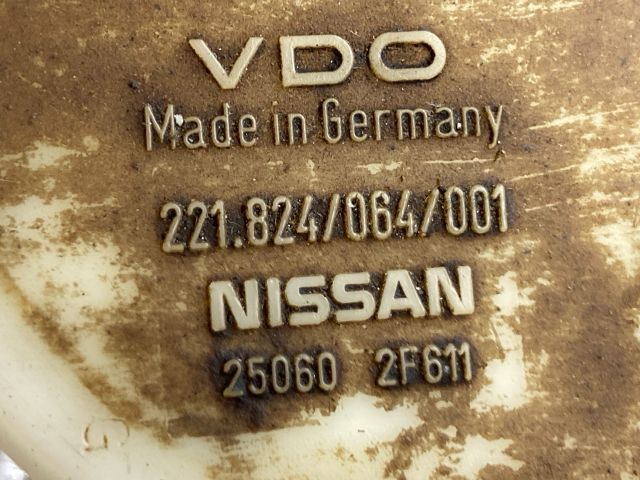 VDO
Made in Germany
221.824/064/001
NISSAN
25060 2F611
G